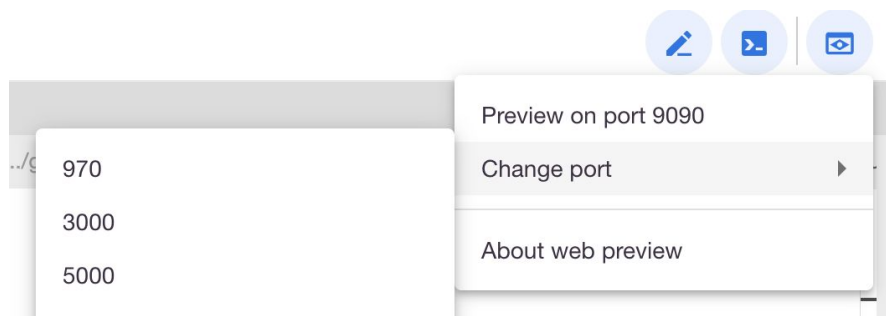 Preview on port 9090
Change port
About web preview
../g
970
3000
5000